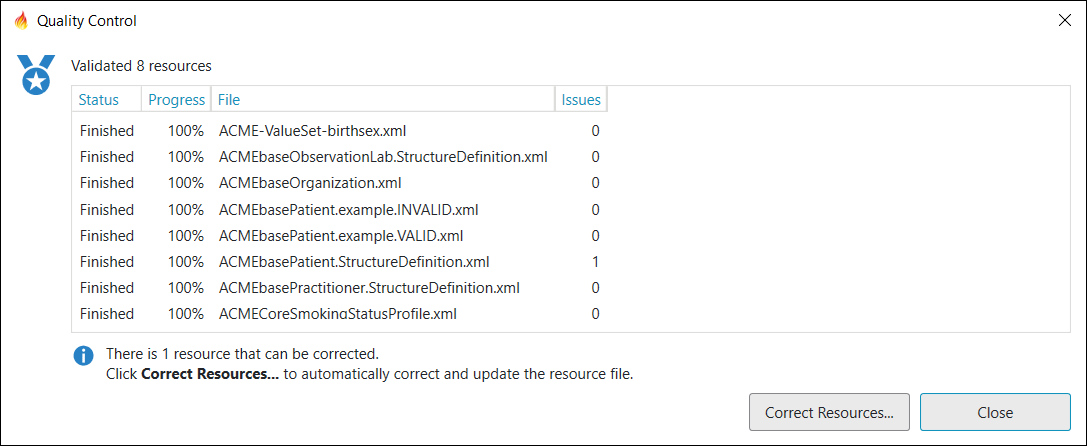 Quality Control
Validated 8 resources
Status Progress File Issues
Finished 100% ACME-ValueSet-birthsex.xml 0
Finished 100% ACMEbaseObservationLab.StructureDefinition.xml 0
Finished 100% ACMEbaseOrganization.xml 0
Finished 100% ACMEbasePatient.example.INVALID.xml 0
Finished 100% ACMEbasePatient.example.VALID.xml 0
Finished 100% ACMEbasePatient.StructureDefinition.xml 1
Finished 100% ACMEbasePractitioner.StructureDefinition.xml 0
Finished 100% ACMECoreSmokingStatusProfile.xml 0
There is 1 resource that can be corrected.
Click Correct Resources... to automatically correct and update the resource file.
Correct Resources... Close